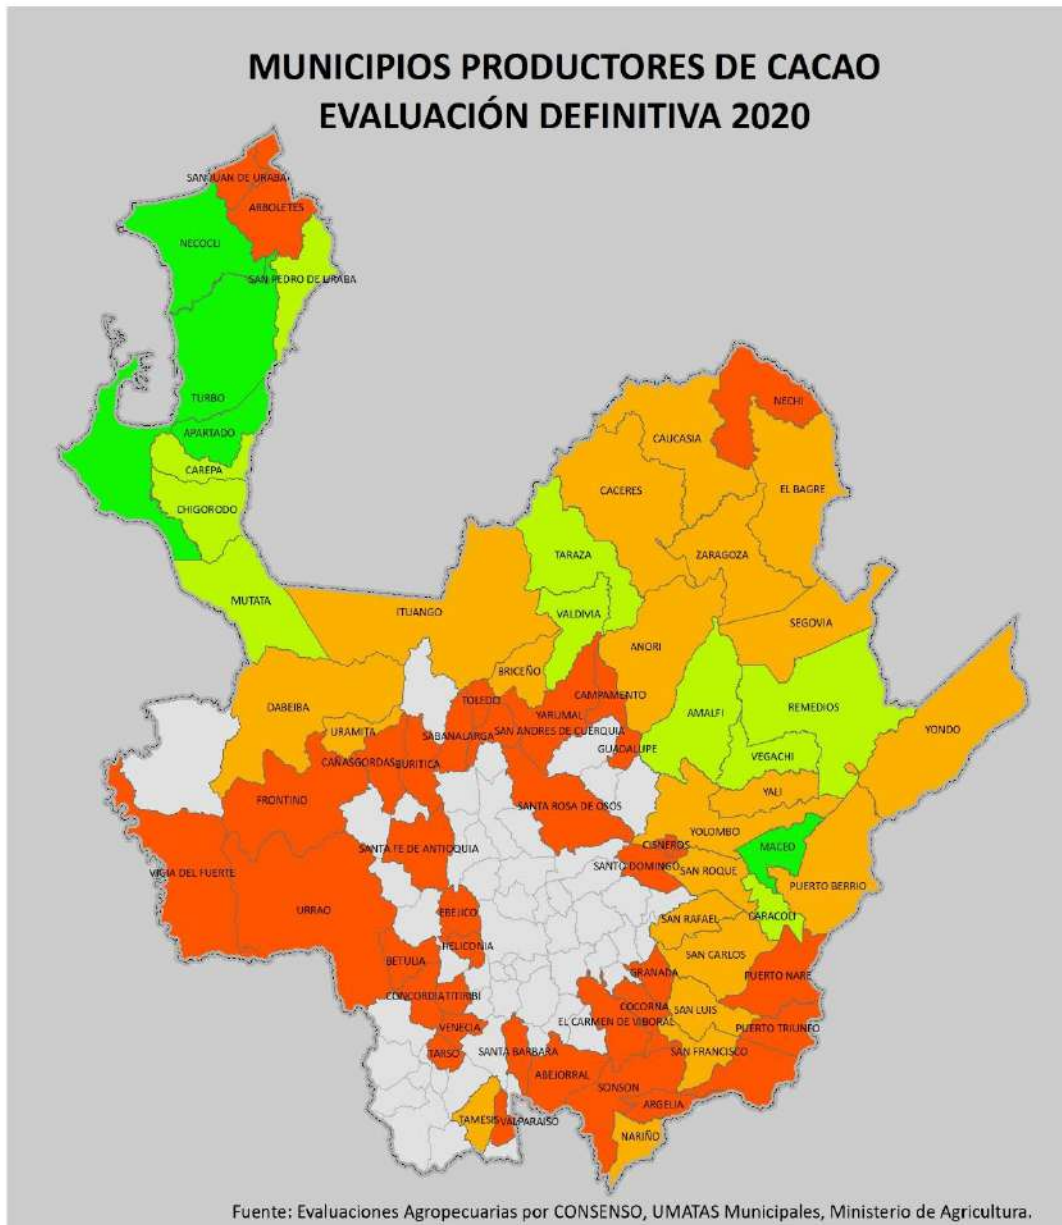 MUNICIPIOS PRODUCTORES DE CACAO
EVALUACIÓN DEFINITIVA 2020
SAN JUAN DE URABA
ARBOLETES
NECOCLI
SAN PEDRO DE URABA
TURBO
APARTADO
CAREPA
CHIGORODO
MUTATA
NECHI
CAUCASIA
CACERES
EL BAGRE
ZARAGOZA
TARAZA
VALDIVIA
ITUANGO
SEGOVIA
ANORI
BRICEÑO
DABEIBA
URAMITA
TOLEDO
CAMPAMENTO
YARUMAL
SAN ANDRES DE CUERQUIA
SABANALARGA
AMALFI
REMEDIOS
YONDO
GUADALUPE
VEGACHI
CAÑASGORDAS
BURITICA
FRONTINO
YALI
SANTA ROSA DE OSOS
YOLOMBO
CISNEROS
MACEO
SANTA FE DE ANTIOQUIA
SANTO DOMINGO
SAN ROQUE
VIGIA DEL FUERTE
PUERTO BERRIO
URRAO
EBEJICO
SAN RAFAEL
CARACOLI
HELICONIA
BETULIA
SAN CARLOS
GRANADA
PUERTO NARE
CONCORDIA
TITIRIBI
COCORNA
SAN LUIS
EL CARMEN DE VIBORAL
VENECIA
PUERTO TRIUNFO
TARSO
SANTA BARBARA
SAN FRANCISCO
ABEJORRAL
SONSON
ARGELIA
TAMESIS
VALPARAISO
NARIÑO
Fuente: Evaluaciones Agropecuarias por CONSENSO, UMATAS Municipales, Ministerio de Agricultura.